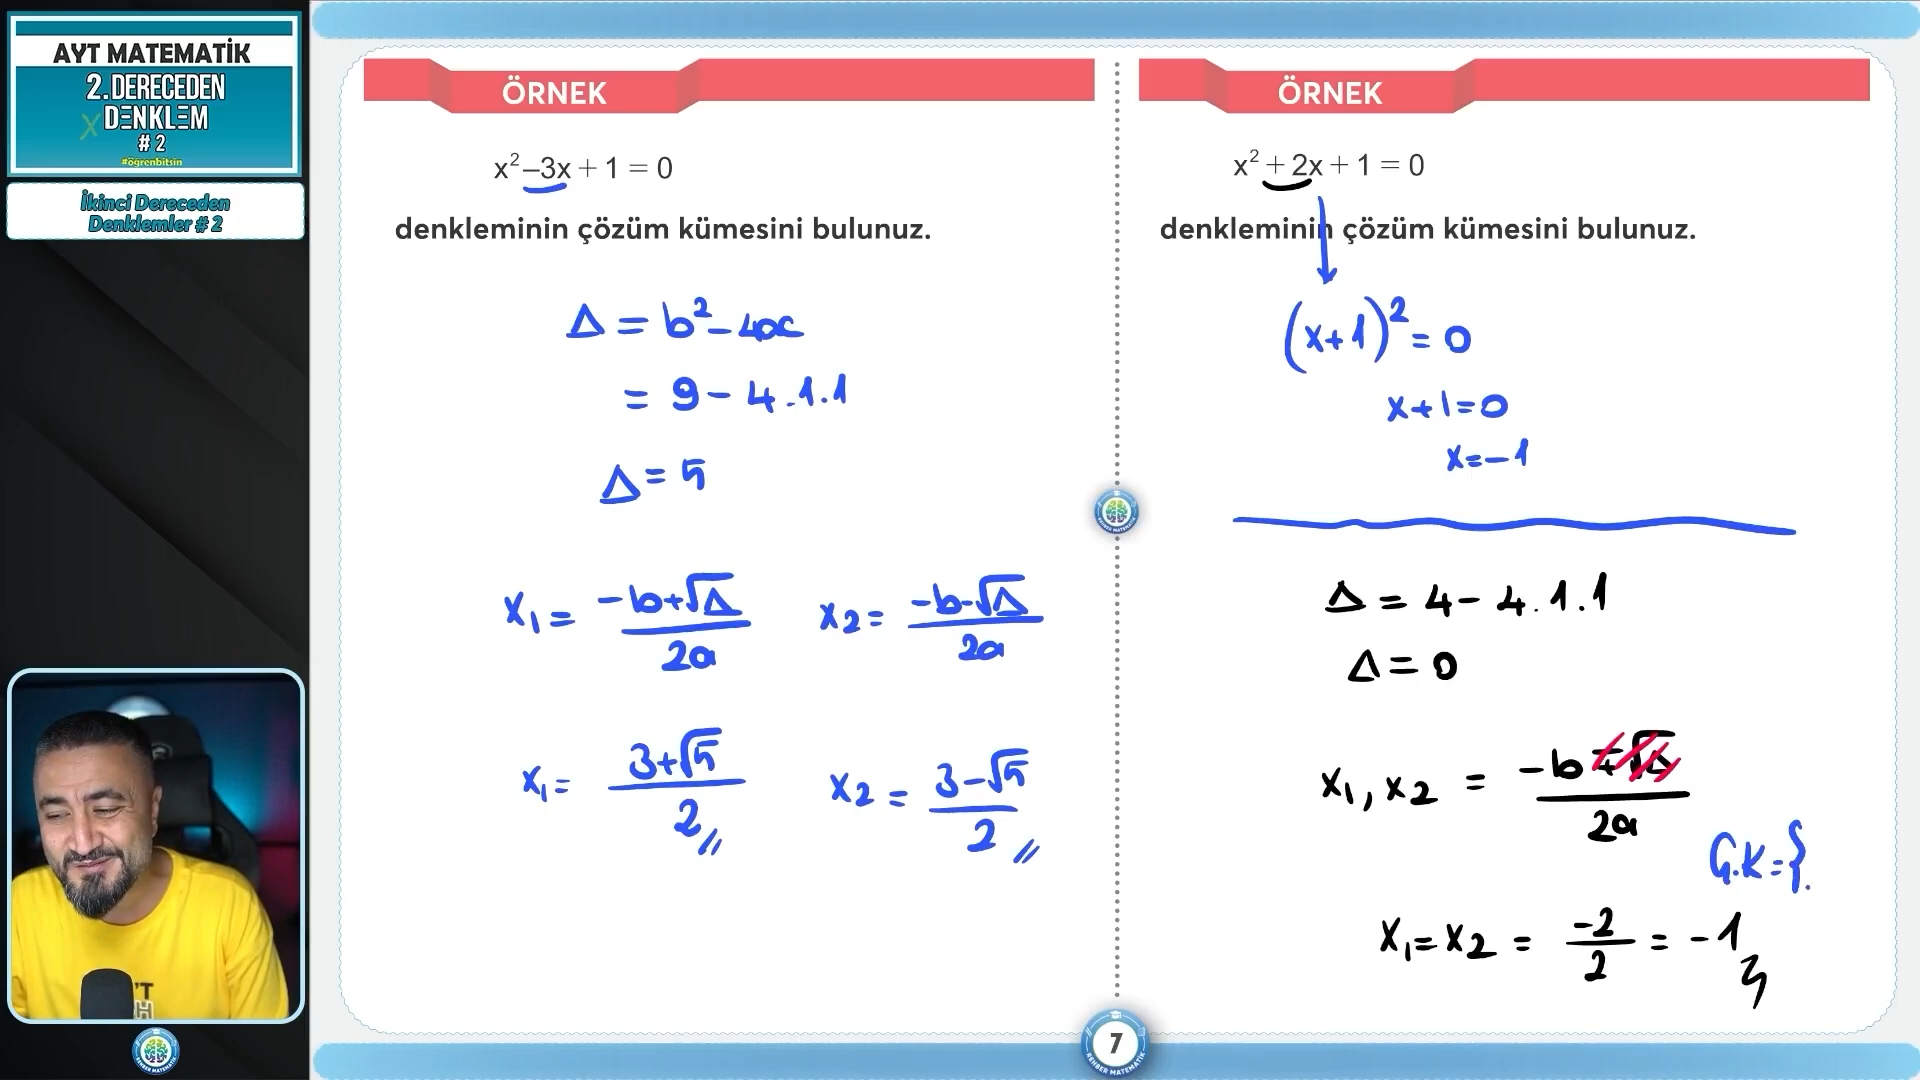 AYT MATEMATİK
2. DERECEDEN
DENKLEM
# 2
#öğrenbitsin
İkinci Dereceden
Denklemler # 2
ÖRNEK
x² – 3x + 1 = 0
denkleminin çözüm kümesini bulunuz.
Δ = b² - 4ac
= 9 - 4.1.1
Δ = 5
x₁ = (-b+√Δ)/2a x₂ = (-b-√Δ)/2a
x₁ = (3+√5)/2 x₂ = (3-√5)/2
ÖRNEK
x² + 2x + 1 = 0
denkleminin çözüm kümesini bulunuz.
(x+1)² = 0
x+1=0
x=-1
Δ = 4 - 4.1.1
Δ = 0
x₁, x₂ = (-b ∓ √Δ)/2a
Ç.K = {
x₁ = x₂ = -2/2 = -1
7
REHBER MATEMATİK